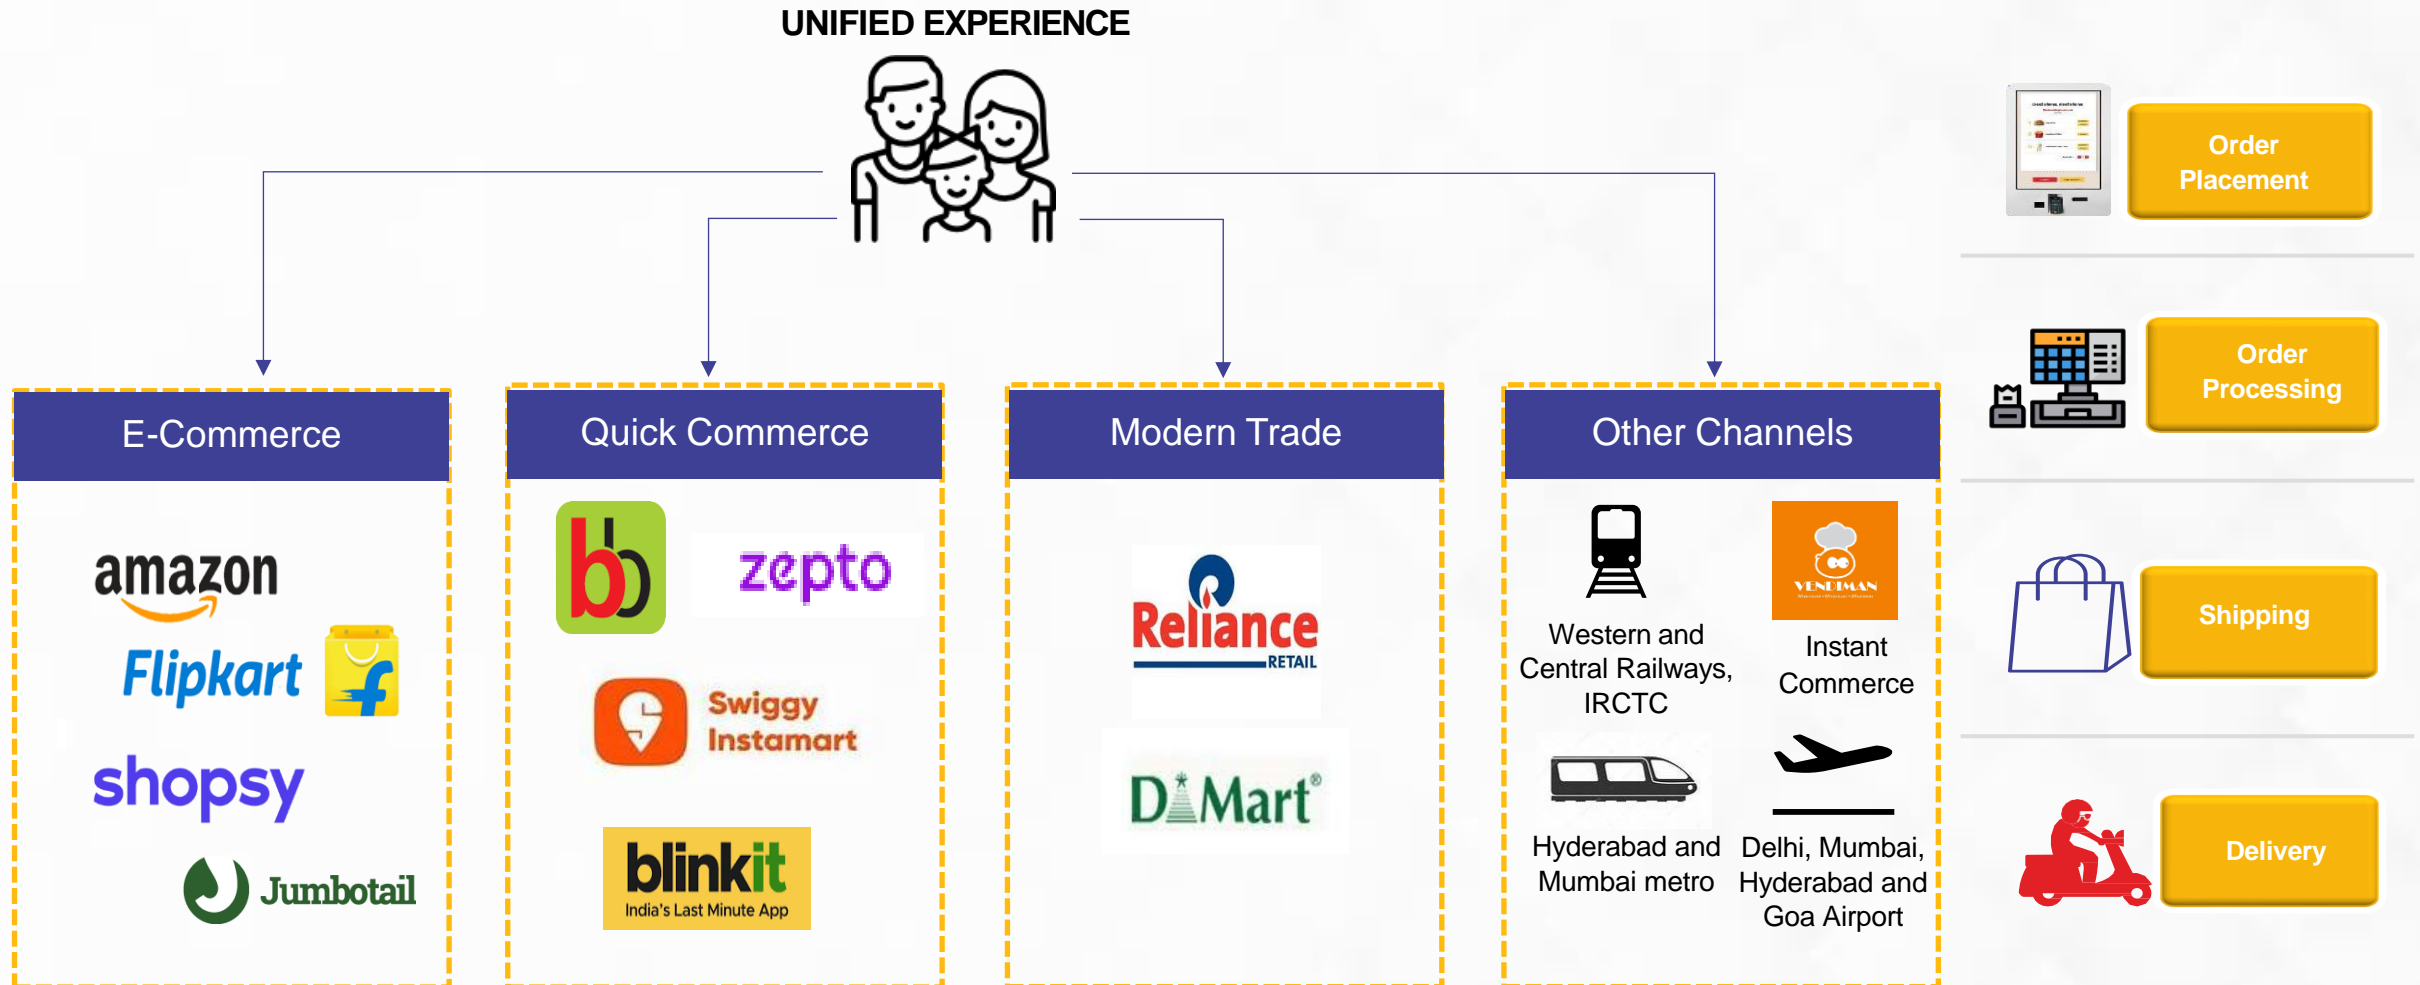 UNIFIED EXPERIENCE
E-Commerce
amazon
Flipkart
shopsy
Jumbotail
Quick Commerce
bb
zepto
Swiggy
Instamart
blinkit
India's Last Minute App
Modern Trade
Reliance
RETAIL
D Mart®
Other Channels
Western and
Central Railways,
IRCTC
VENDIMAN
Instant
Commerce
Hyderabad and
Mumbai metro
Delhi, Mumbai,
Hyderabad and
Goa Airport
Order
Placement
Order
Processing
Shipping
Delivery